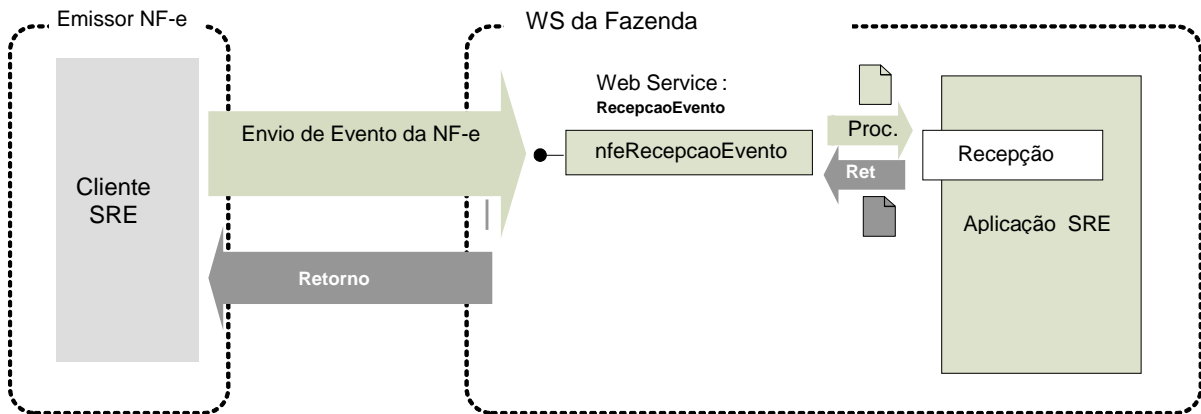 Emissor NF-e
WS da Fazenda
Web Service :
RecepcaoEvento
Envio de Evento da NF-e
nfeRecepcaoEvento
Proc.
Ret
Recepção
Cliente
SRE
Aplicação SRE
Retorno